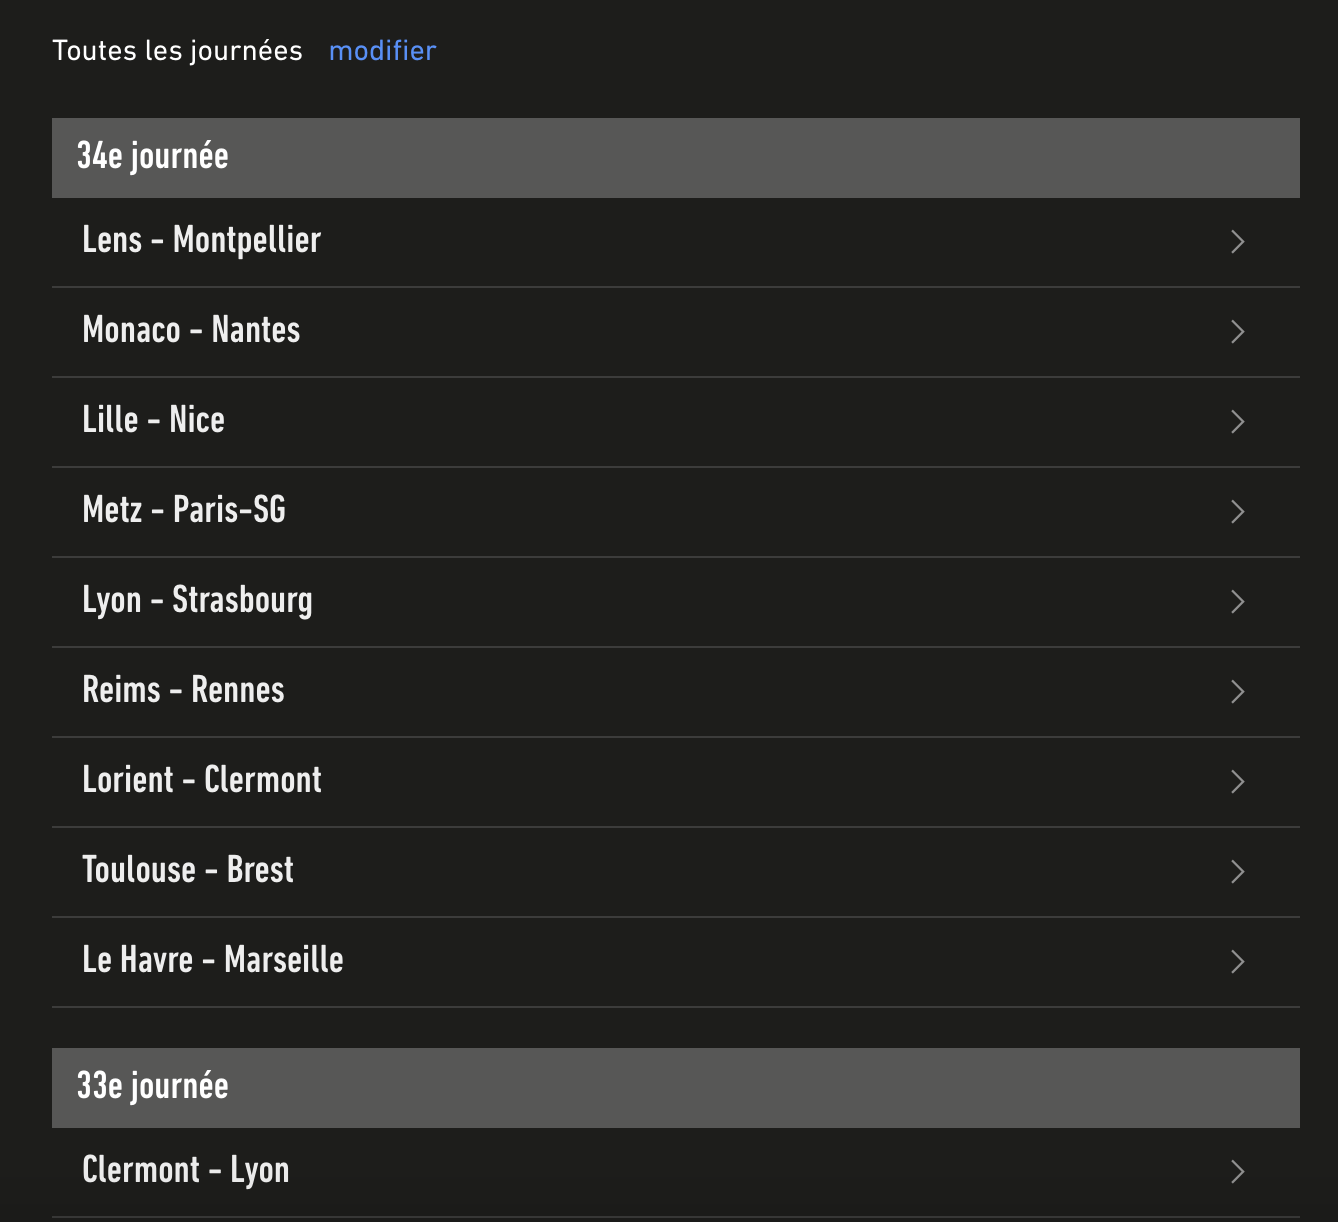 Toutes les journées modifier
34e journée
Lens - Montpellier
Monaco - Nantes
Lille - Nice
Metz - Paris-SG
Lyon - Strasbourg
Reims - Rennes
Lorient - Clermont
Toulouse - Brest
Le Havre - Marseille
33e journée
Clermont - Lyon